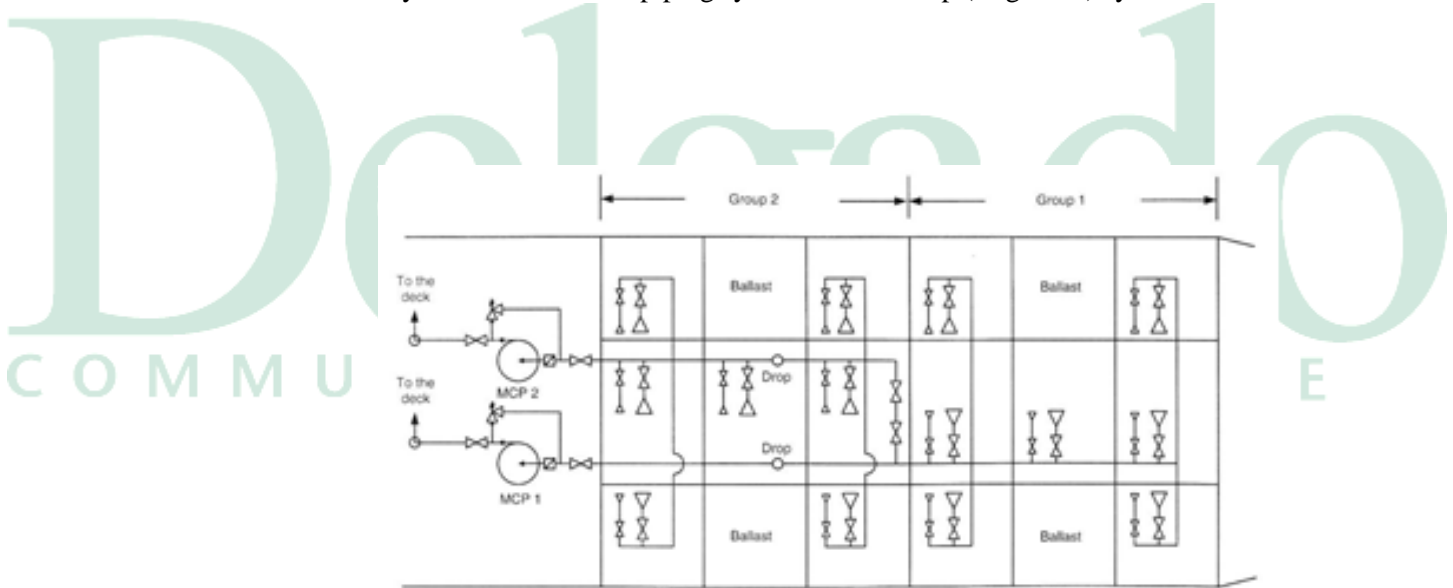 Delgado
COMMU E
Group 2 Group 1
To the
deck
Ballast Ballast
Drop
MCP 2
To the
deck
Drop
MCP 1
Ballast Ballast